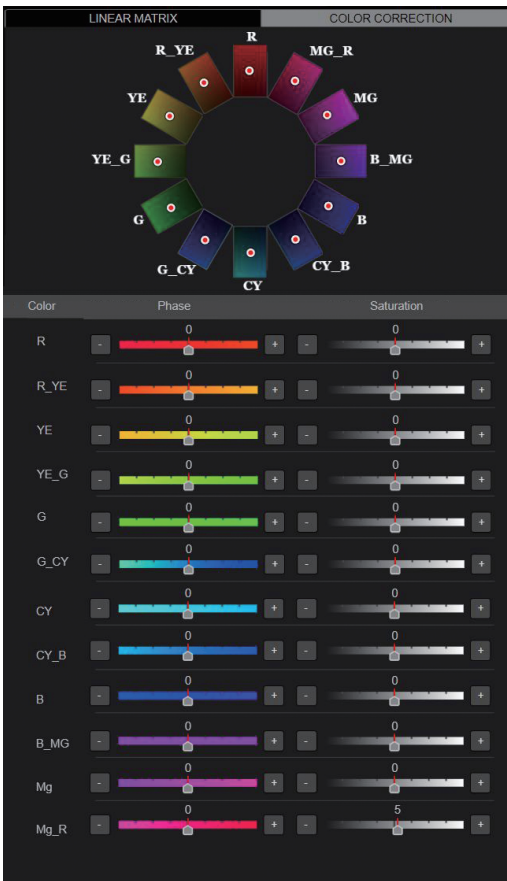 LINEAR MATRIX COLOR CORRECTION
R
R_YE MG_R
YE MG
YE_G B_MG
G B
G_CY CY_B
CY
Color Phase Saturation
0 0
R - + - +
0 0
R_YE - + - +
0 0
YE - + - +
0 0
YE_G - + - +
0 0
G - + - +
0 0
G_CY - + - +
0 0
CY - + - +
0 0
CY_B - + - +
0 0
B - + - +
0 0
B_MG - + - +
0 0
Mg - + - +
0 5
Mg_R - + - +